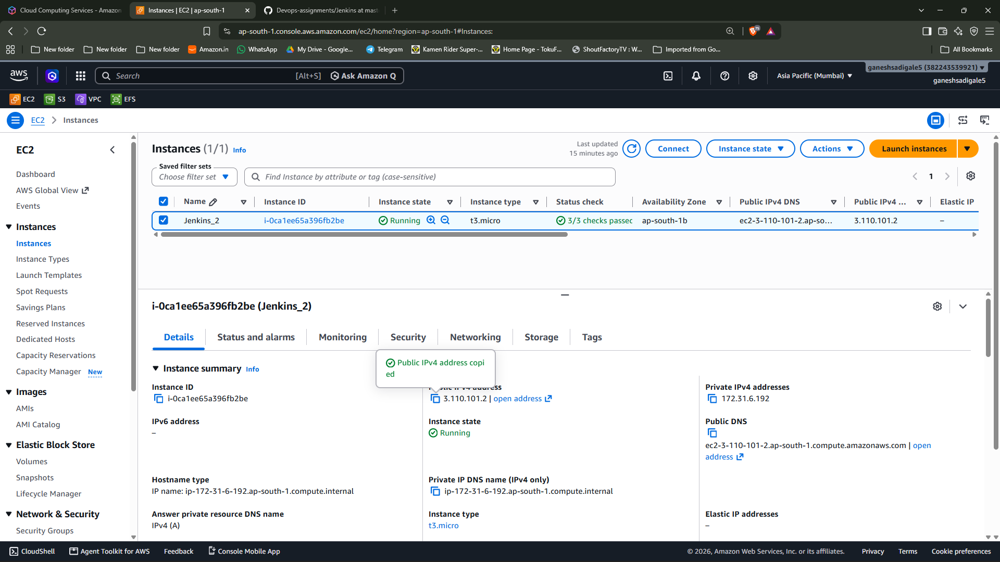 Cloud Computing Services - Amazon
Instances | EC2 | ap-south-1
Devops-assignments/Jenkins at mast
ap-south-1.console.aws.amazon.com/ec2/home?region=ap-south-1#Instances:
75
New folder
New folder
New folder
Amazon.in
WhatsApp
My Drive - Google...
Telegram
Kamen Rider Super-...
Home Page - TokuF...
ShoutFactoryTV : W...
Imported from Go...
All Bookmarks
aws
Search
[Alt+S]
Ask Amazon Q
Asia Pacific (Mumbai)
ganeshsadigale5 (382243539921)
ganeshsadigale5
EC2
S3
VPC
EFS
EC2
Instances
EC2
Dashboard
AWS Global View
Events
Instances
Instances
Instance Types
Launch Templates
Spot Requests
Savings Plans
Reserved Instances
Dedicated Hosts
Capacity Reservations
Capacity Manager New
Images
AMIs
AMI Catalog
Elastic Block Store
Volumes
Snapshots
Lifecycle Manager
Network & Security
Security Groups
Instances (1/1) Info
Last updated
15 minutes ago
Connect
Instance state
Actions
Launch instances
Saved filter sets
Choose filter set
Find Instance by attribute or tag (case-sensitive)
1
Name
Instance ID
Instance state
Instance type
Status check
Availability Zone
Public IPv4 DNS
Public IPv4 ...
Elastic IP
Jenkins_2
i-0ca1ee65a396fb2be
Running
t3.micro
3/3 checks passec
ap-south-1b
ec2-3-110-101-2.ap-so...
3.110.101.2
–
i-0ca1ee65a396fb2be (Jenkins_2)
Details
Status and alarms
Monitoring
Security
Networking
Storage
Tags
Public IPv4 address copi
ed
Instance summary Info
Instance ID
i-0ca1ee65a396fb2be
Public IPv4 address
3.110.101.2 | open address
Private IPv4 addresses
172.31.6.192
IPv6 address
–
Instance state
Running
Public DNS
ec2-3-110-101-2.ap-south-1.compute.amazonaws.com | open
address
Hostname type
IP name: ip-172-31-6-192.ap-south-1.compute.internal
Private IP DNS name (IPv4 only)
ip-172-31-6-192.ap-south-1.compute.internal
Answer private resource DNS name
IPv4 (A)
Instance type
t3.micro
Elastic IP addresses
–
CloudShell
Agent Toolkit for AWS
Feedback
Console Mobile App
© 2026, Amazon Web Services, Inc. or its affiliates.
Privacy
Terms
Cookie preferences